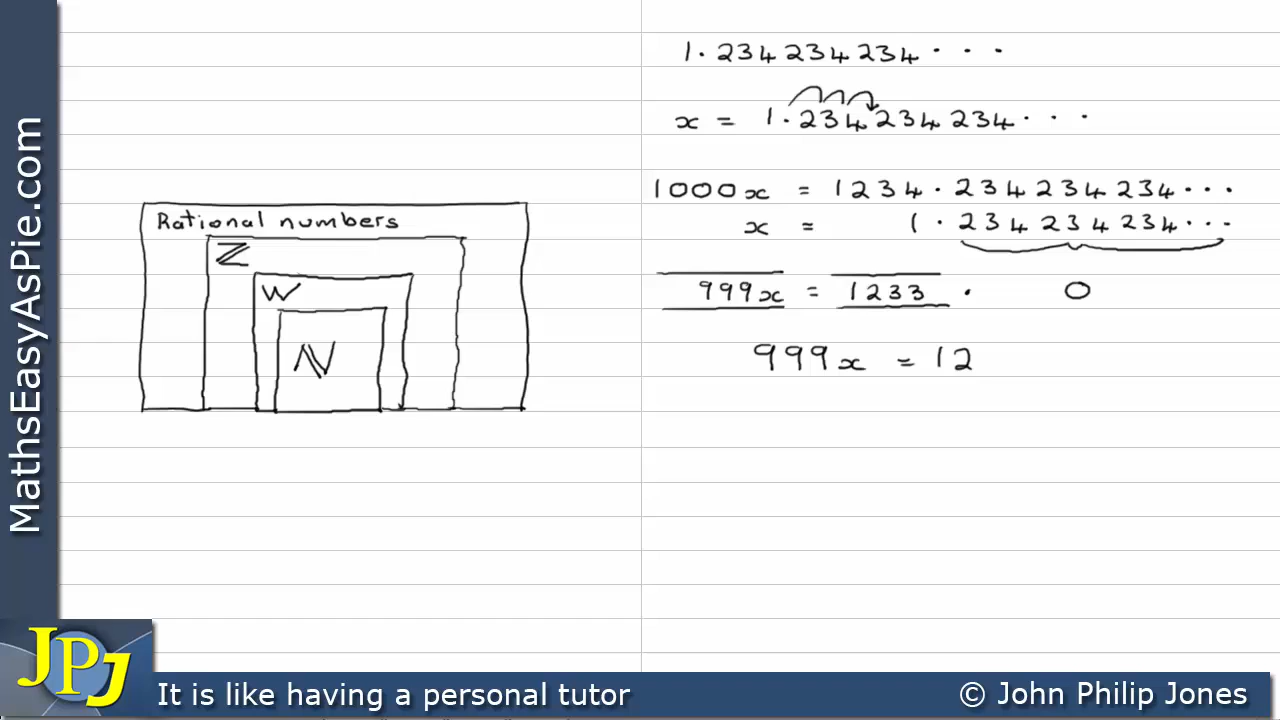 MathsEasyAsPie.com
Rational numbers
ℤ
W
ℕ
1.234234234...
x = 1.234234234...
1000x = 1234.234234234...
x = 1.234234234...
999x = 1233. 0
999x = 12
JPJ
It is like having a personal tutor
© John Philip Jones